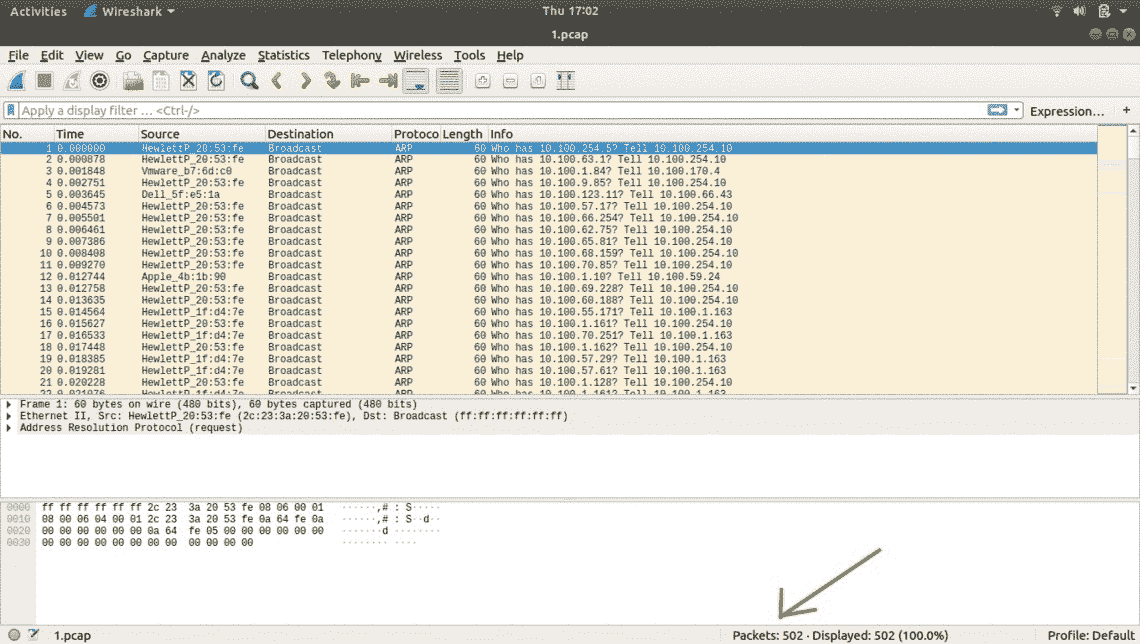 Activities Wireshark Thu 17:02
1.pcap
File Edit View Go Capture Analyze Statistics Telephony Wireless Tools Help
Apply a display filter … <Ctrl-/> Expression… +
No. Time Source Destination Protoco Length Info
1 0.000000 HewlettP_20:53:fe Broadcast ARP 60 Who has 10.100.254.5? Tell 10.100.254.10
2 0.000878 HewlettP_20:53:fe Broadcast ARP 60 Who has 10.100.63.1? Tell 10.100.254.10
3 0.001848 Vmware_b7:6d:c0 Broadcast ARP 60 Who has 10.100.1.84? Tell 10.100.170.4
4 0.002751 HewlettP_20:53:fe Broadcast ARP 60 Who has 10.100.9.85? Tell 10.100.254.10
5 0.003645 Dell_5f:e5:1a Broadcast ARP 60 Who has 10.100.123.11? Tell 10.100.66.43
6 0.004573 HewlettP_20:53:fe Broadcast ARP 60 Who has 10.100.57.17? Tell 10.100.254.10
7 0.005501 HewlettP_20:53:fe Broadcast ARP 60 Who has 10.100.66.254? Tell 10.100.254.10
8 0.006461 HewlettP_20:53:fe Broadcast ARP 60 Who has 10.100.62.75? Tell 10.100.254.10
9 0.007386 HewlettP_20:53:fe Broadcast ARP 60 Who has 10.100.65.81? Tell 10.100.254.10
10 0.008408 HewlettP_20:53:fe Broadcast ARP 60 Who has 10.100.68.159? Tell 10.100.254.10
11 0.009270 HewlettP_20:53:fe Broadcast ARP 60 Who has 10.100.70.85? Tell 10.100.254.10
12 0.012744 Apple_4b:1b:90 Broadcast ARP 60 Who has 10.100.1.10? Tell 10.100.59.24
13 0.012758 HewlettP_20:53:fe Broadcast ARP 60 Who has 10.100.69.228? Tell 10.100.254.10
14 0.013635 HewlettP_20:53:fe Broadcast ARP 60 Who has 10.100.60.188? Tell 10.100.254.10
15 0.014564 HewlettP_1f:d4:7e Broadcast ARP 60 Who has 10.100.55.171? Tell 10.100.1.163
16 0.015627 HewlettP_20:53:fe Broadcast ARP 60 Who has 10.100.1.161? Tell 10.100.254.10
17 0.016533 HewlettP_1f:d4:7e Broadcast ARP 60 Who has 10.100.70.251? Tell 10.100.1.163
18 0.017448 HewlettP_20:53:fe Broadcast ARP 60 Who has 10.100.1.162? Tell 10.100.254.10
19 0.018385 HewlettP_1f:d4:7e Broadcast ARP 60 Who has 10.100.57.29? Tell 10.100.1.163
20 0.019281 HewlettP_1f:d4:7e Broadcast ARP 60 Who has 10.100.57.61? Tell 10.100.1.163
21 0.020228 HewlettP_20:53:fe Broadcast ARP 60 Who has 10.100.1.128? Tell 10.100.254.10
Frame 1: 60 bytes on wire (480 bits), 60 bytes captured (480 bits)
Ethernet II, Src: HewlettP_20:53:fe (2c:23:3a:20:53:fe), Dst: Broadcast (ff:ff:ff:ff:ff:ff)
Address Resolution Protocol (request)
0000 ff ff ff ff ff ff 2c 23 3a 20 53 fe 08 06 00 01 ······,# : S·····
0010 08 00 06 04 00 01 2c 23 3a 20 53 fe 0a 64 fe 0a ······,# : S··d··
0020 00 00 00 00 00 00 0a 64 fe 05 00 00 00 00 00 00 ·······d ········
0030 00 00 00 00 00 00 00 00 00 00 00 00 ········ ····
1.pcap Packets: 502 · Displayed: 502 (100.0%) Profile: Default